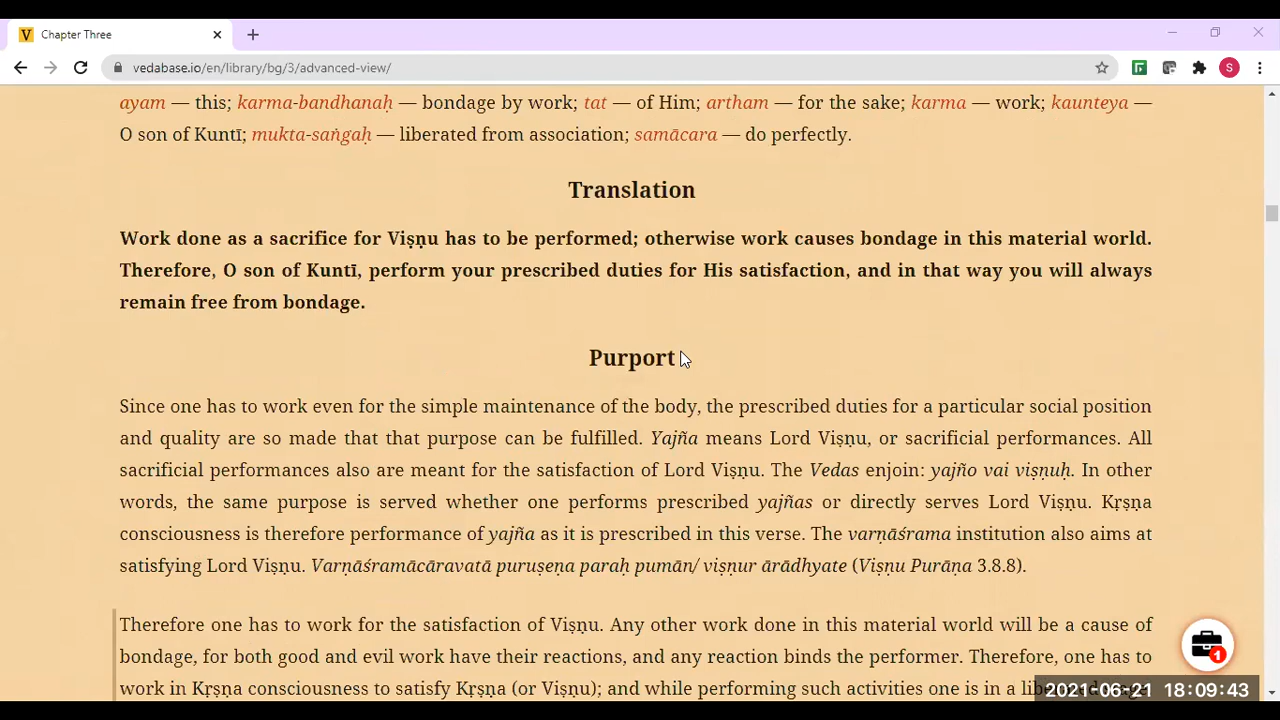 Chapter Three
vedabase.io/en/library/bg/3/advanced-view/
S
ayam — this; karma-bandhanaḥ — bondage by work; tat — of Him; artham — for the sake; karma — work; kaunteya —
O son of Kuntī; mukta-saṅgaḥ — liberated from association; samācara — do perfectly.
Translation
Work done as a sacrifice for Viṣṇu has to be performed; otherwise work causes bondage in this material world.
Therefore, O son of Kuntī, perform your prescribed duties for His satisfaction, and in that way you will always
remain free from bondage.
Purport
Since one has to work even for the simple maintenance of the body, the prescribed duties for a particular social position
and quality are so made that that purpose can be fulfilled. Yajña means Lord Viṣṇu, or sacrificial performances. All
sacrificial performances also are meant for the satisfaction of Lord Viṣṇu. The Vedas enjoin: yajño vai viṣṇuḥ. In other
words, the same purpose is served whether one performs prescribed yajñas or directly serves Lord Viṣṇu. Kṛṣṇa
consciousness is therefore performance of yajña as it is prescribed in this verse. The varṇāśrama institution also aims at
satisfying Lord Viṣṇu. Varṇāśramācāravatā puruṣeṇa paraḥ pumān/ viṣṇur ārādhyate (Viṣṇu Purāṇa 3.8.8).
Therefore one has to work for the satisfaction of Viṣṇu. Any other work done in this material world will be a cause of
bondage, for both good and evil work have their reactions, and any reaction binds the performer. Therefore, one has to
1
work in Kṛṣṇa consciousness to satisfy Kṛṣṇa (or Viṣṇu); and while performing such activities one is in a
2021-06-21 18:09:43